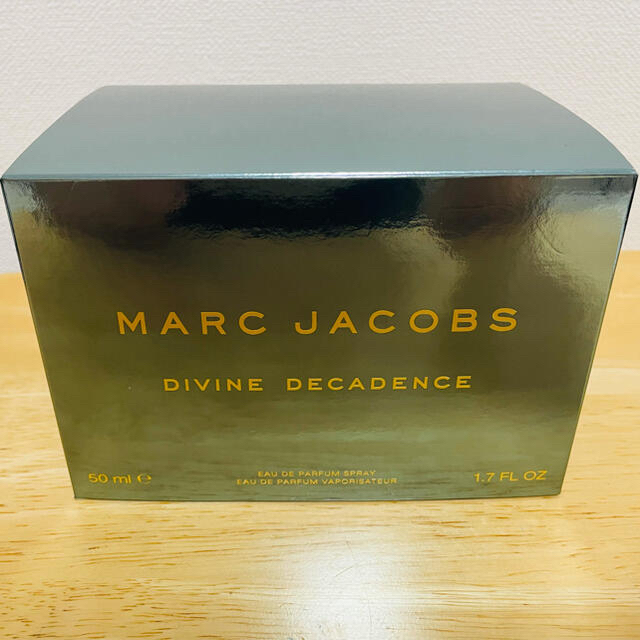 MARC JACOBS
DIVINE DECADENCE
50 ml ℮
EAU DE PARFUM SPRAY
EAU DE PARFUM VAPORISATEUR
1.7 FL OZ